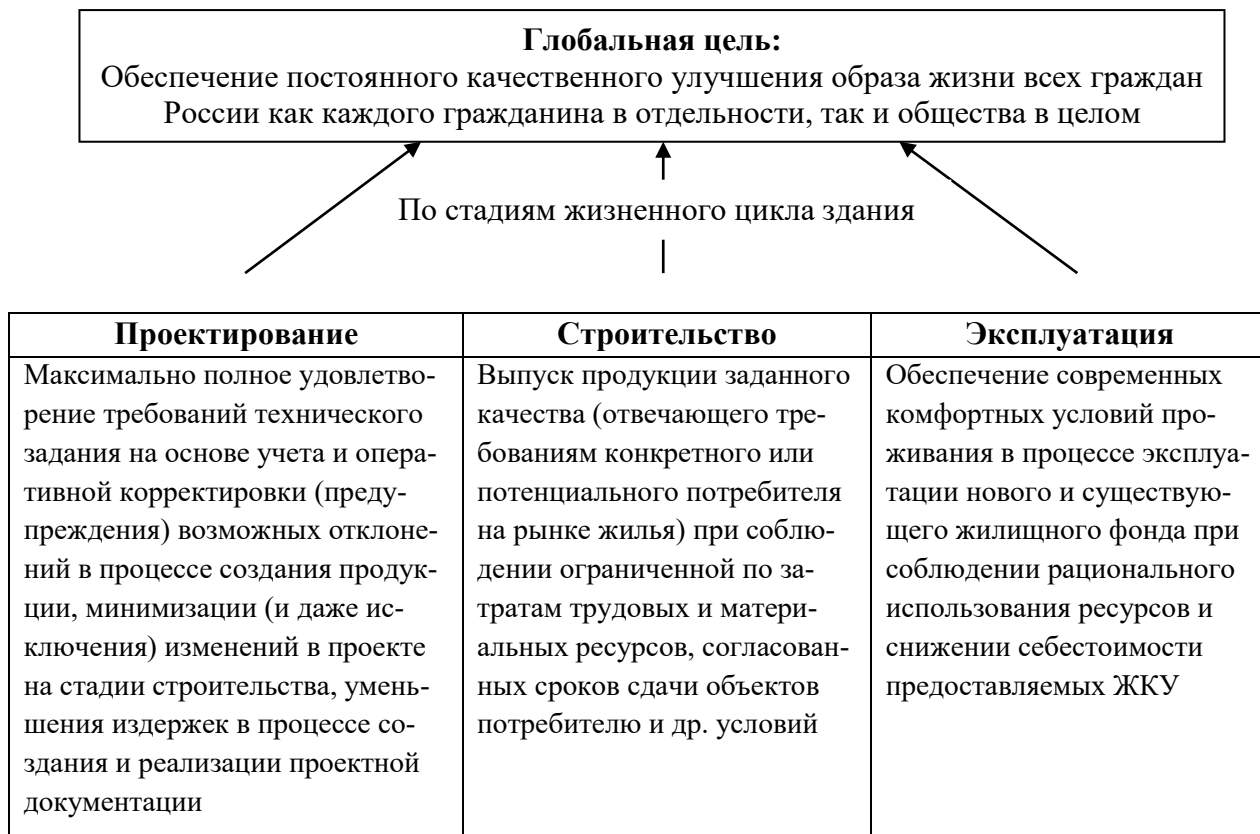 Глобальная цель:
Обеспечение постоянного качественного улучшения образа жизни всех граждан
России как каждого гражданина в отдельности, так и общества в целом
По стадиям жизненного цикла здания
Проектирование
Максимально полное удовлетво-
рение требований технического
задания на основе учета и опера-
тивной корректировки (преду-
преждения) возможных отклоне-
ний в процессе создания продук-
ции, минимизации (и даже ис-
ключения) изменений в проекте
на стадии строительства, умень-
шения издержек в процессе со-
здания и реализации проектной
документации
Строительство
Выпуск продукции заданного
качества (отвечающего тре-
бованиям конкретного или
потенциального потребителя
на рынке жилья) при соблю-
дении ограниченной по за-
тратам трудовых и матери-
альных ресурсов, согласован-
ных сроков сдачи объектов
потребителю и др. условий
Эксплуатация
Обеспечение современных
комфортных условий про-
живания в процессе эксплуа-
тации нового и существую-
щего жилищного фонда при
соблюдении рационального
использования ресурсов и
снижении себестоимости
предоставляемых ЖКУ